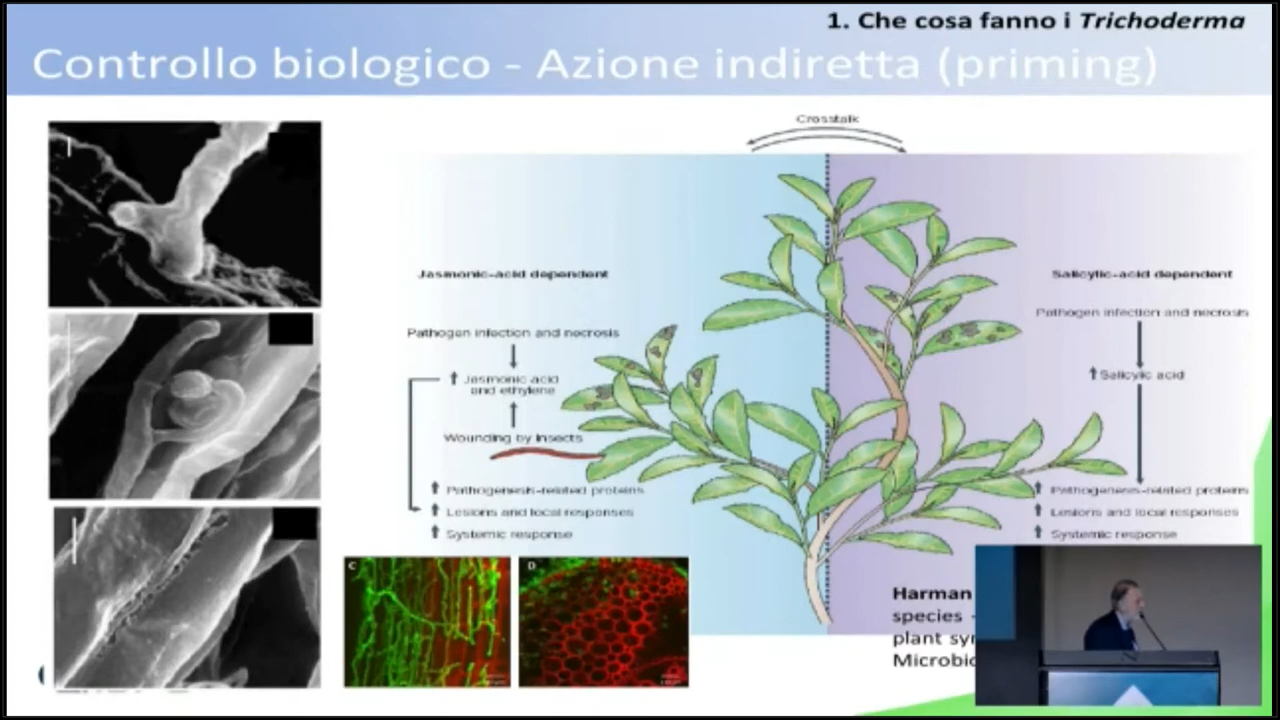 1. Che cosa fanno i Trichoderma
Controllo biologico - Azione indiretta (priming)
Crosstalk
Jasmonic-acid dependent
Pathogen infection and necrosis
Jasmonic acid
and ethylene
Wounding by insects
Pathogenesis-related proteins
Lesions and local responses
Systemic response
Salicylic-acid dependent
Pathogen infection and necrosis
Salicylic acid
Pathogenesis-related proteins
Lesions and local responses
Systemic response
C
D
Harman
species -
plant